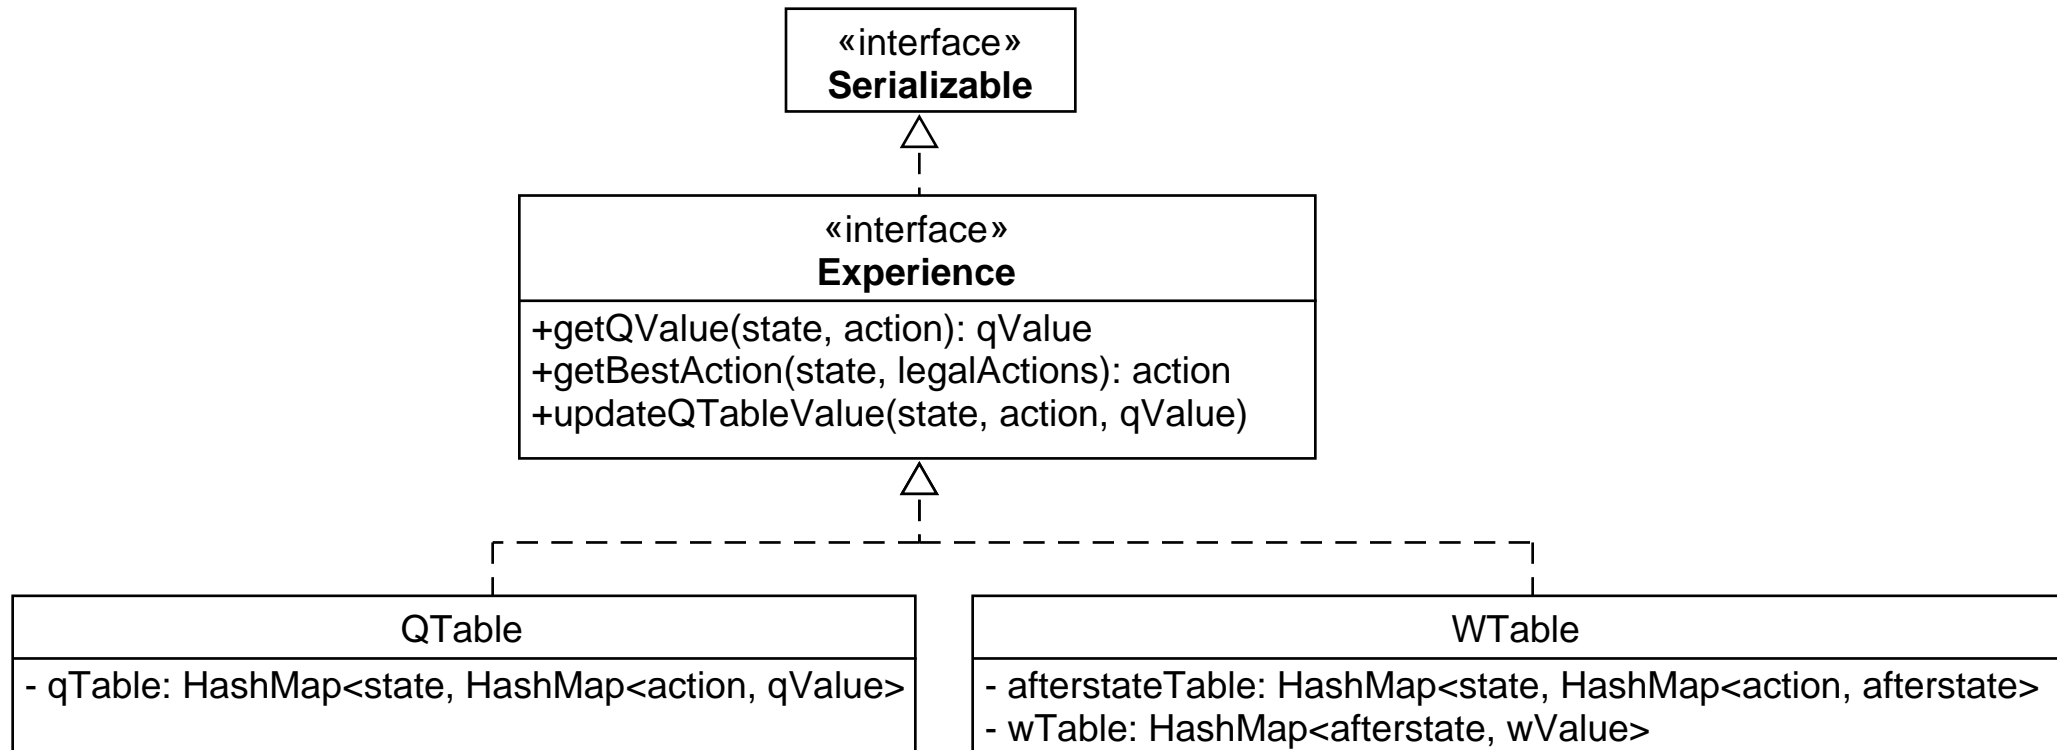 «interface»
Serializable
«interface»
Experience
+getQValue(state, action): qValue
+getBestAction(state, legalActions): action
+updateQTableValue(state, action, qValue)
QTable
- qTable: HashMap<state, HashMap<action, qValue>
WTable
- afterstateTable: HashMap<state, HashMap<action, afterstate>
- wTable: HashMap<afterstate, wValue>